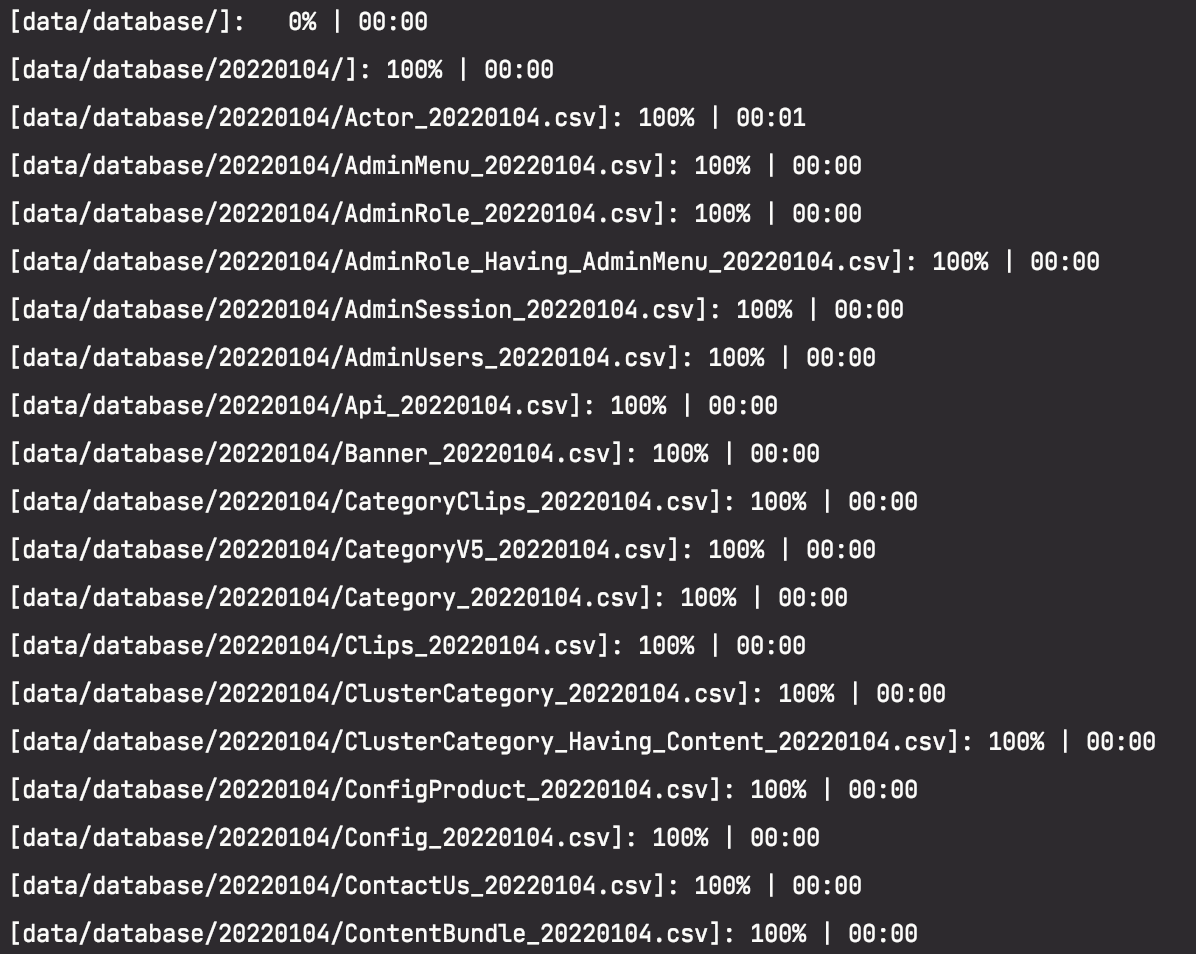 [data/database/]:   0% | 00:00
[data/database/20220104/]: 100% | 00:00
[data/database/20220104/Actor_20220104.csv]: 100% | 00:01
[data/database/20220104/AdminMenu_20220104.csv]: 100% | 00:00
[data/database/20220104/AdminRole_20220104.csv]: 100% | 00:00
[data/database/20220104/AdminRole_Having_AdminMenu_20220104.csv]: 100% | 00:00
[data/database/20220104/AdminSession_20220104.csv]: 100% | 00:00
[data/database/20220104/AdminUsers_20220104.csv]: 100% | 00:00
[data/database/20220104/Api_20220104.csv]: 100% | 00:00
[data/database/20220104/Banner_20220104.csv]: 100% | 00:00
[data/database/20220104/CategoryClips_20220104.csv]: 100% | 00:00
[data/database/20220104/CategoryV5_20220104.csv]: 100% | 00:00
[data/database/20220104/Category_20220104.csv]: 100% | 00:00
[data/database/20220104/Clips_20220104.csv]: 100% | 00:00
[data/database/20220104/ClusterCategory_20220104.csv]: 100% | 00:00
[data/database/20220104/ClusterCategory_Having_Content_20220104.csv]: 100% | 00:00
[data/database/20220104/ConfigProduct_20220104.csv]: 100% | 00:00
[data/database/20220104/Config_20220104.csv]: 100% | 00:00
[data/database/20220104/ContactUs_20220104.csv]: 100% | 00:00
[data/database/20220104/ContentBundle_20220104.csv]: 100% | 00:00